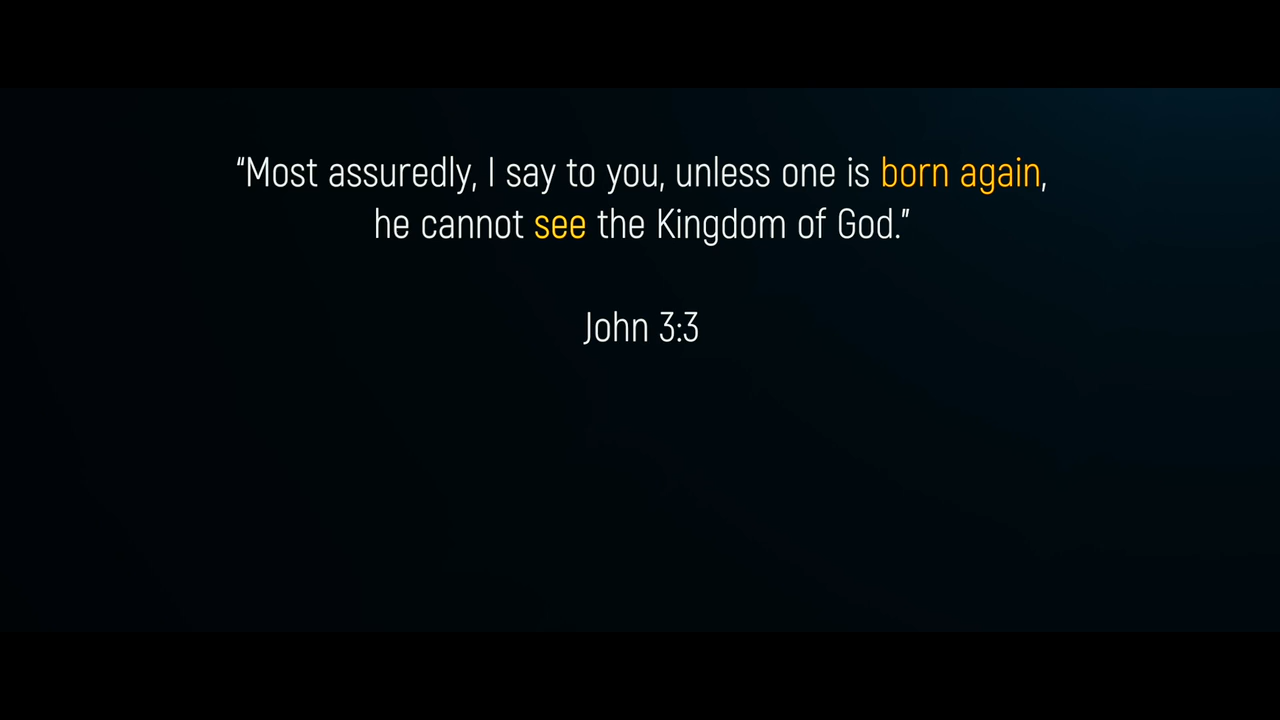 “Most assuredly, I say to you, unless one is born again,
he cannot see the Kingdom of God.”
John 3:3